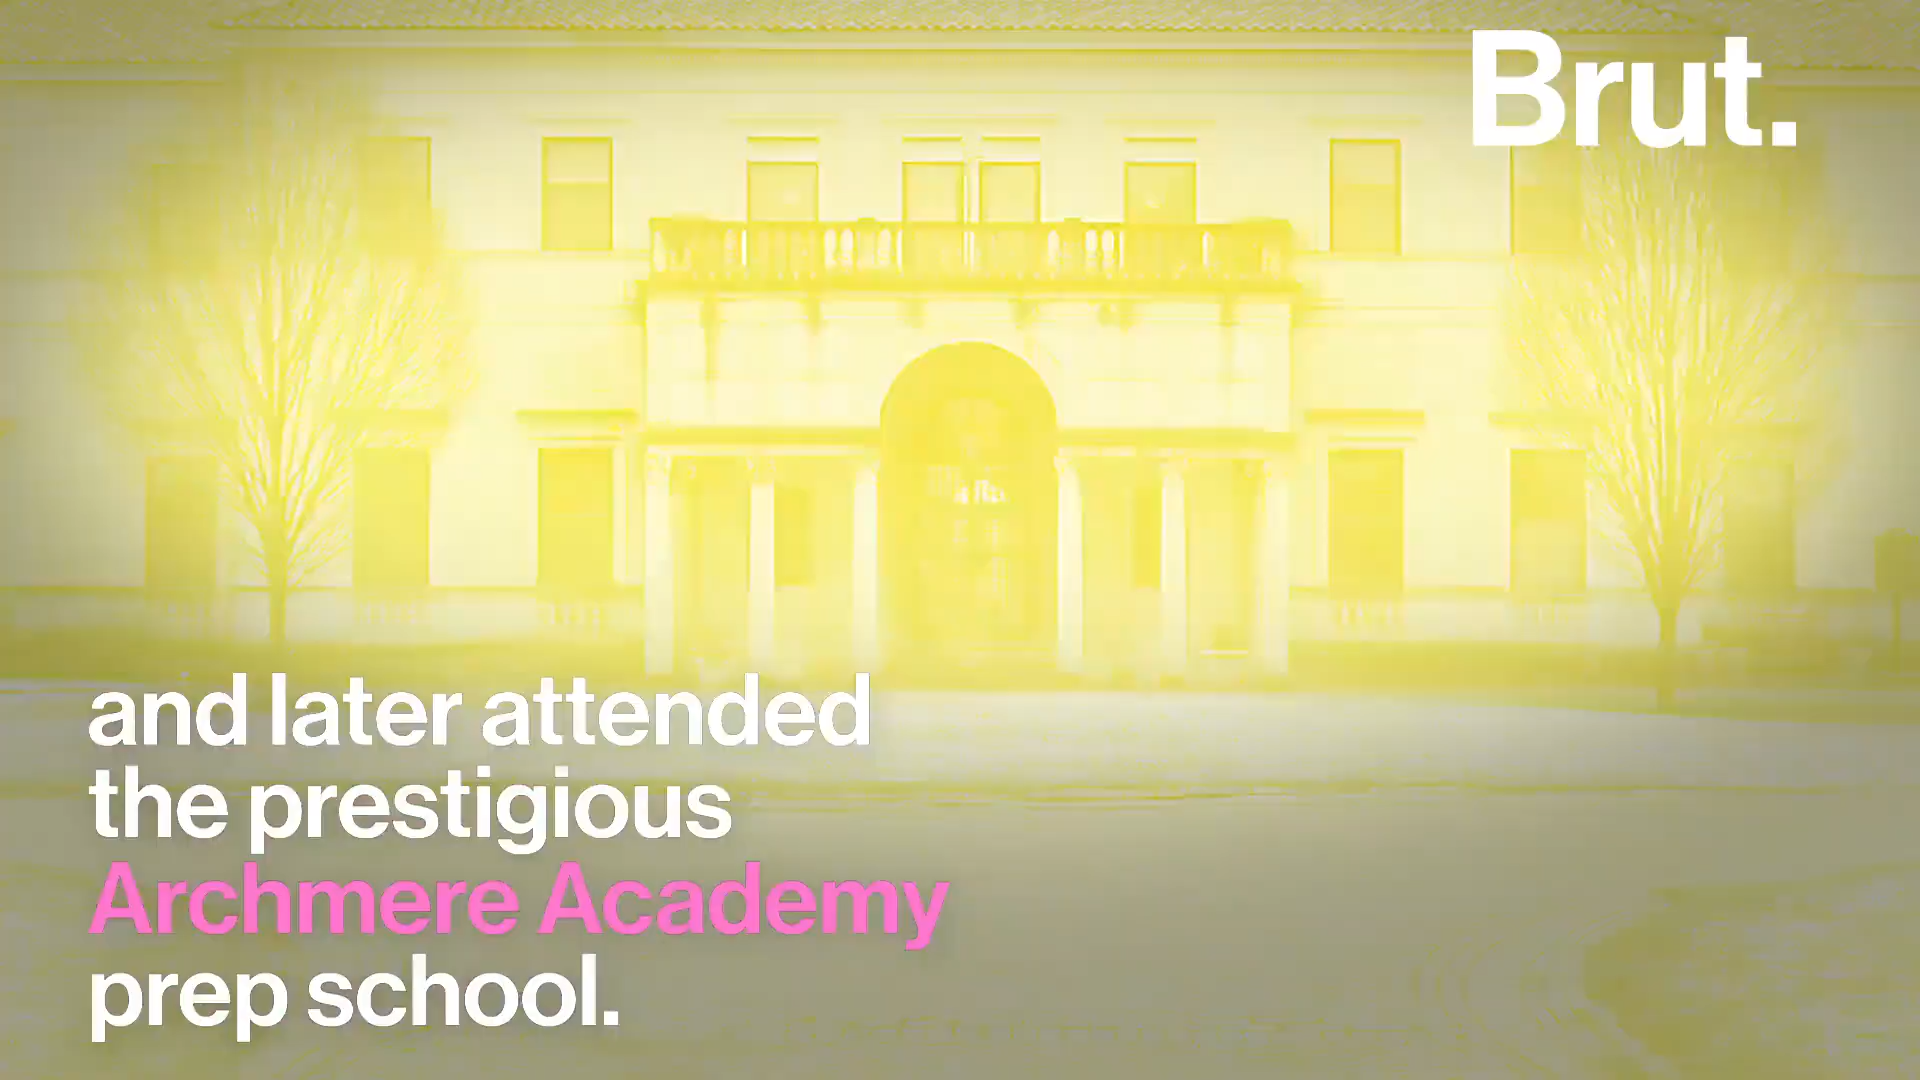 Brut.
and later attended
the prestigious
Archmere Academy
prep school.